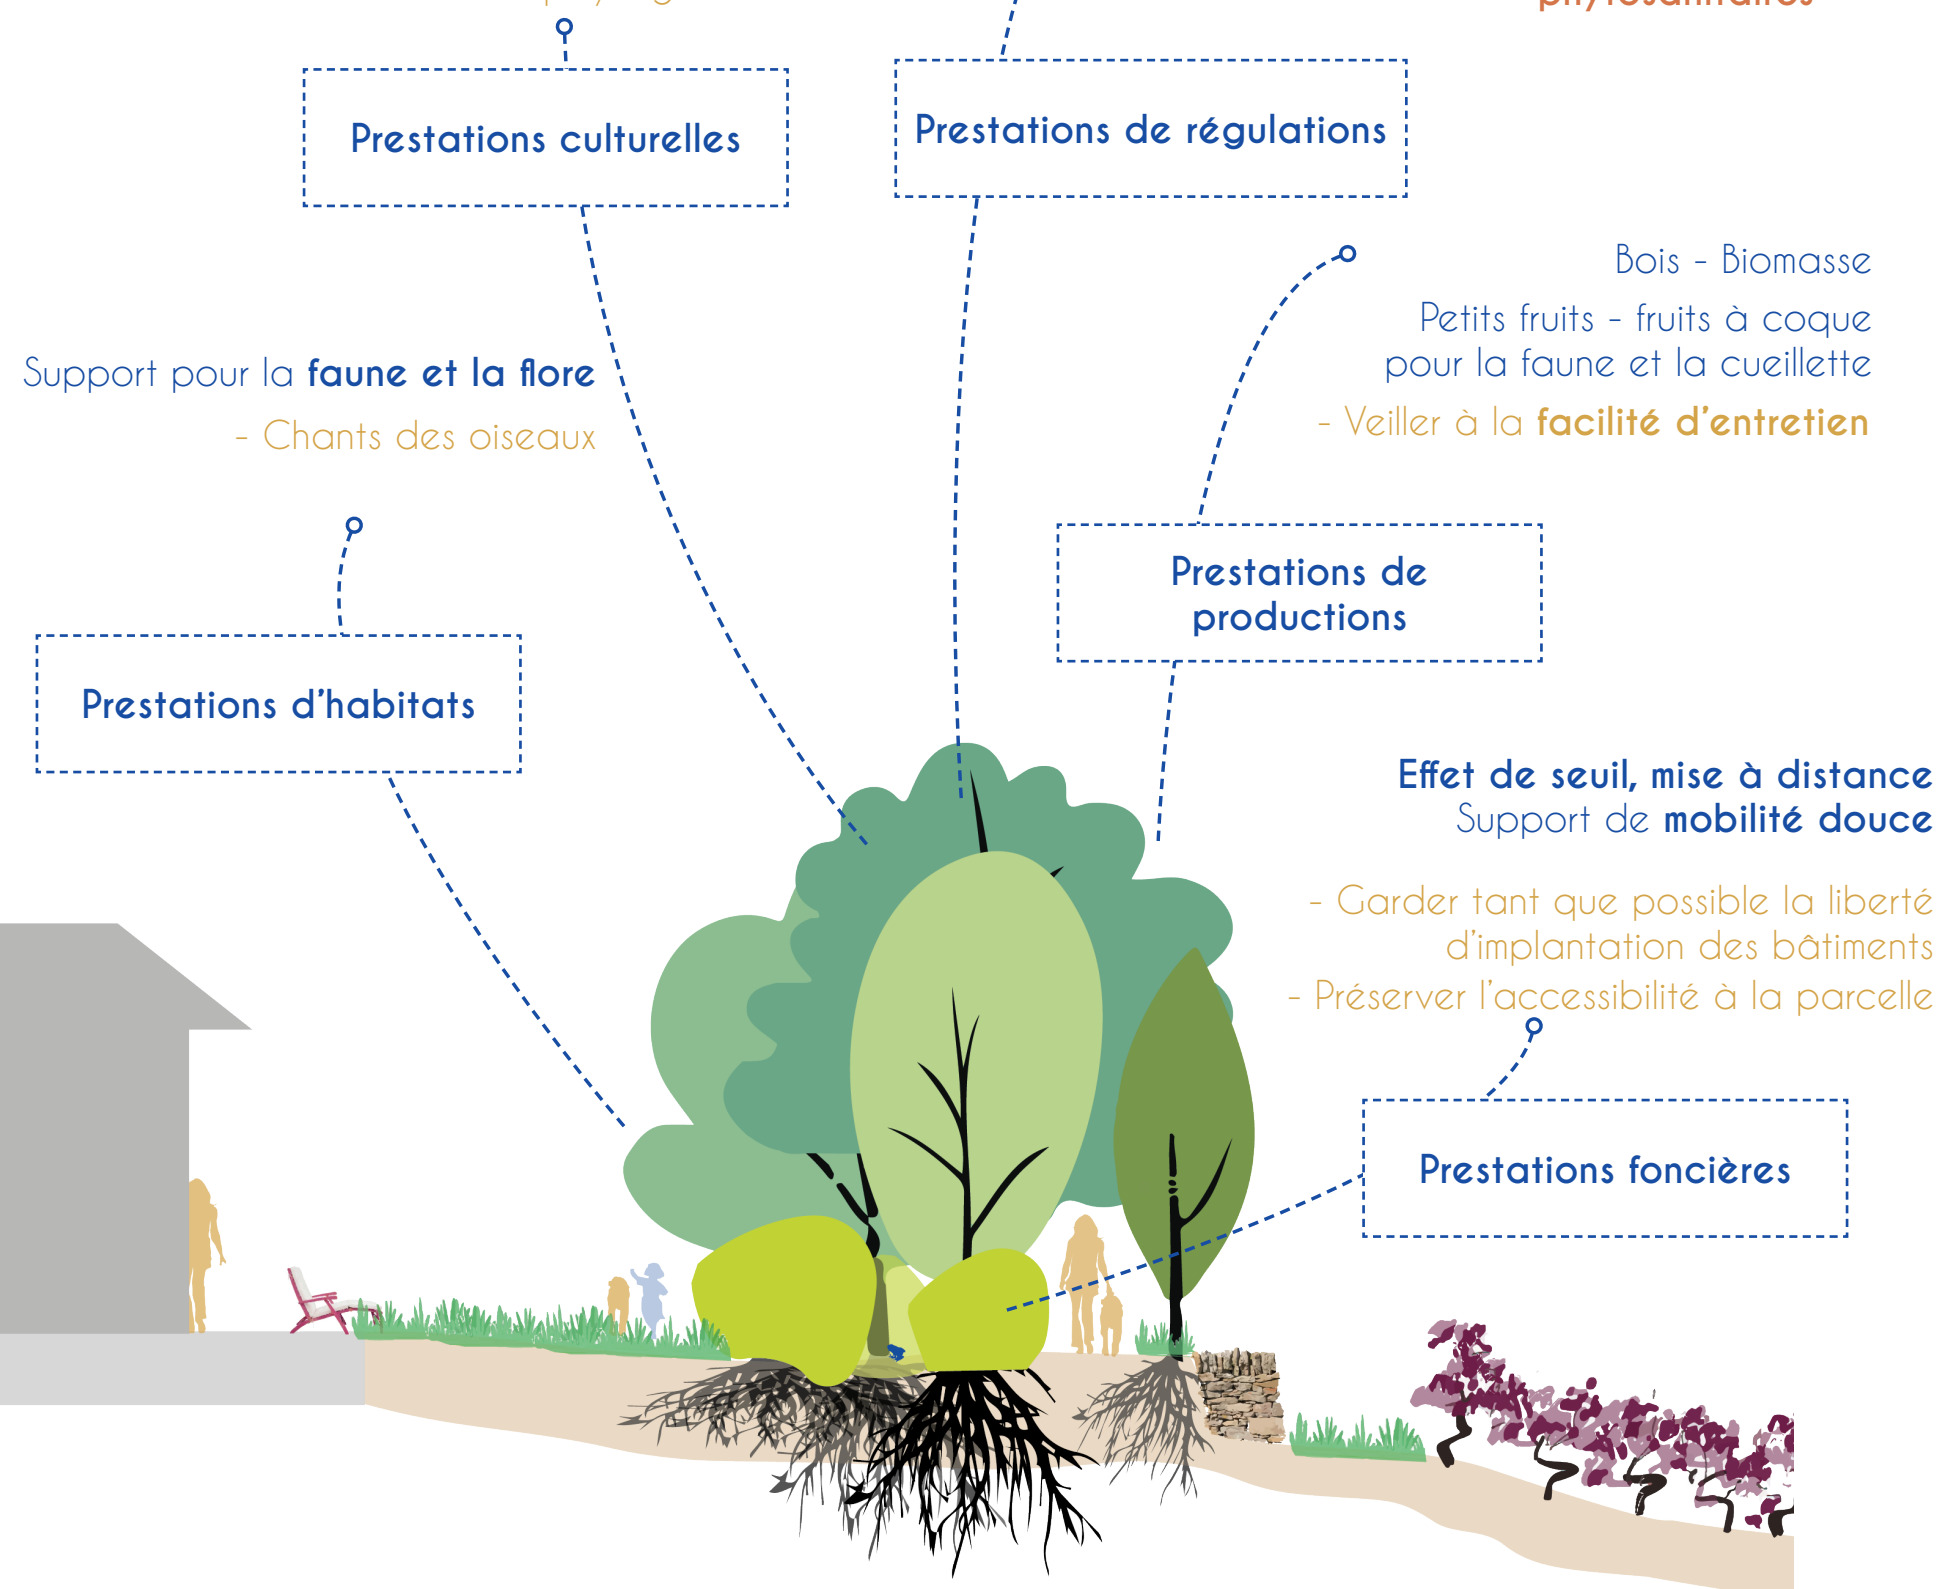 phytosanitaires
Prestations culturelles
Prestations de régulations
Bois - Biomasse
Petits fruits - fruits à coque
pour la faune et la cueillette
- Veiller à la facilité d'entretien
Support pour la faune et la flore
- Chants des oiseaux
Prestations de
productions
Prestations d'habitats
Effet de seuil, mise à distance
Support de mobilité douce
- Garder tant que possible la liberté
d'implantation des bâtiments
- Préserver l'accessibilité à la parcelle
Prestations foncières